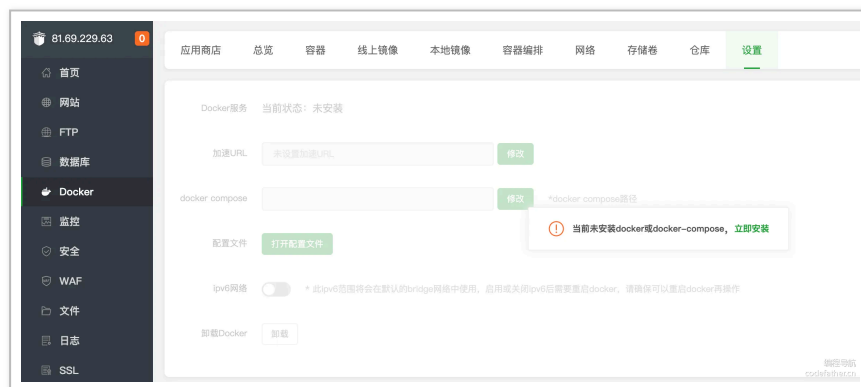 81.69.229.63 0
首页
网站
FTP
数据库
Docker
监控
安全
WAF
文件
日志
SSL
应用商店 总览 容器 线上镜像 本地镜像 容器编排 网络 存储卷 仓库 设置
Docker服务 当前状态：未安装
加速URL 未设置加速URL 修改
docker compose 修改 *docker compose路径
当前未安装docker或docker-compose，立即安装
配置文件 打开配置文件
ipv6网络 * 此ipv6范围将会在默认的bridge网络中使用，启用或关闭ipv6后需要重启docker，请确保可以重启docker再操作
卸载Docker 卸载
编程导航
codefather.cn